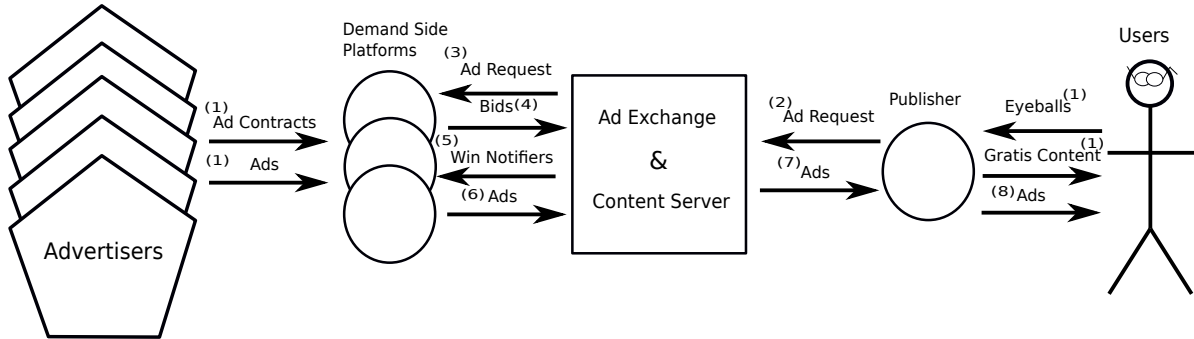 Advertisers
(1)
Ad Contracts
(1) Ads
Demand Side
Platforms
(3)
Ad Request
Bids(4)
(5)
Win Notifiers
(6) Ads
Ad Exchange
&
Content Server
(2)
Ad Request
(7) Ads
Publisher
Eyeballs(1)
Gratis Content(1)
(8) Ads
Users